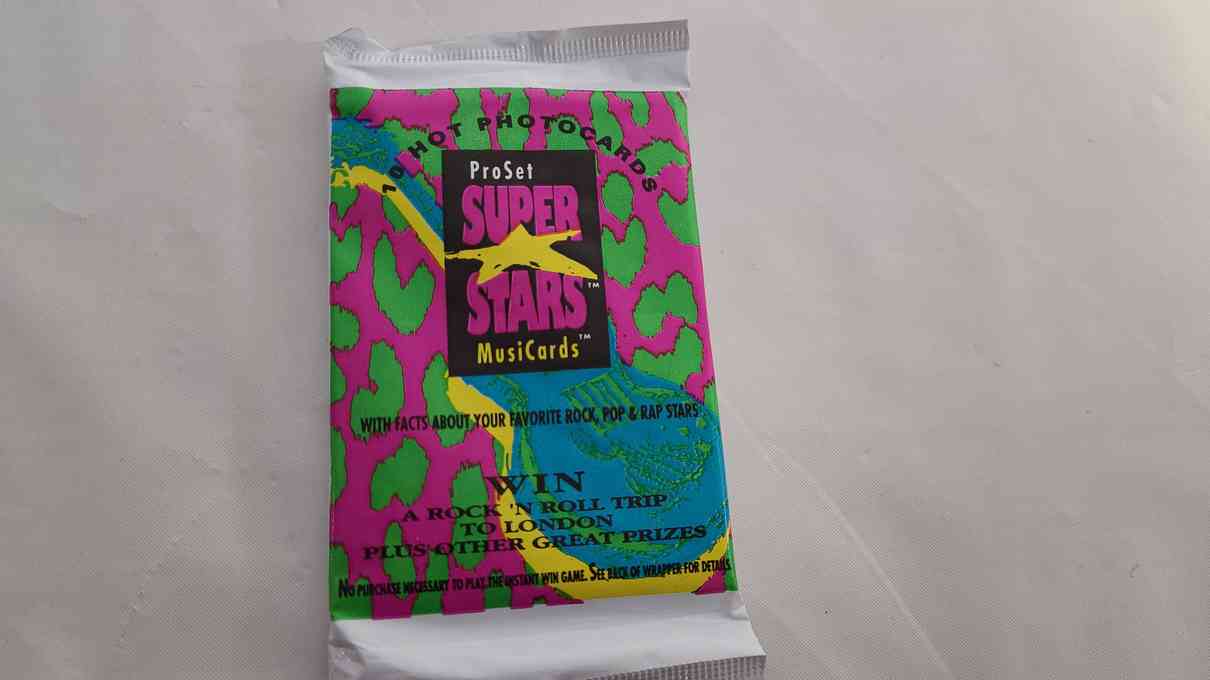 10 HOT PHOTOCARDS
ProSet
SUPER
STARS™
MusiCards™
WITH FACTS ABOUT YOUR FAVORITE ROCK, POP & RAP STARS
WIN
A ROCK 'N ROLL TRIP
TO LONDON
PLUS OTHER GREAT PRIZES
NO PURCHASE NECESSARY TO PLAY THE INSTANT WIN GAME. SEE BACK OF WRAPPER FOR DETAILS.